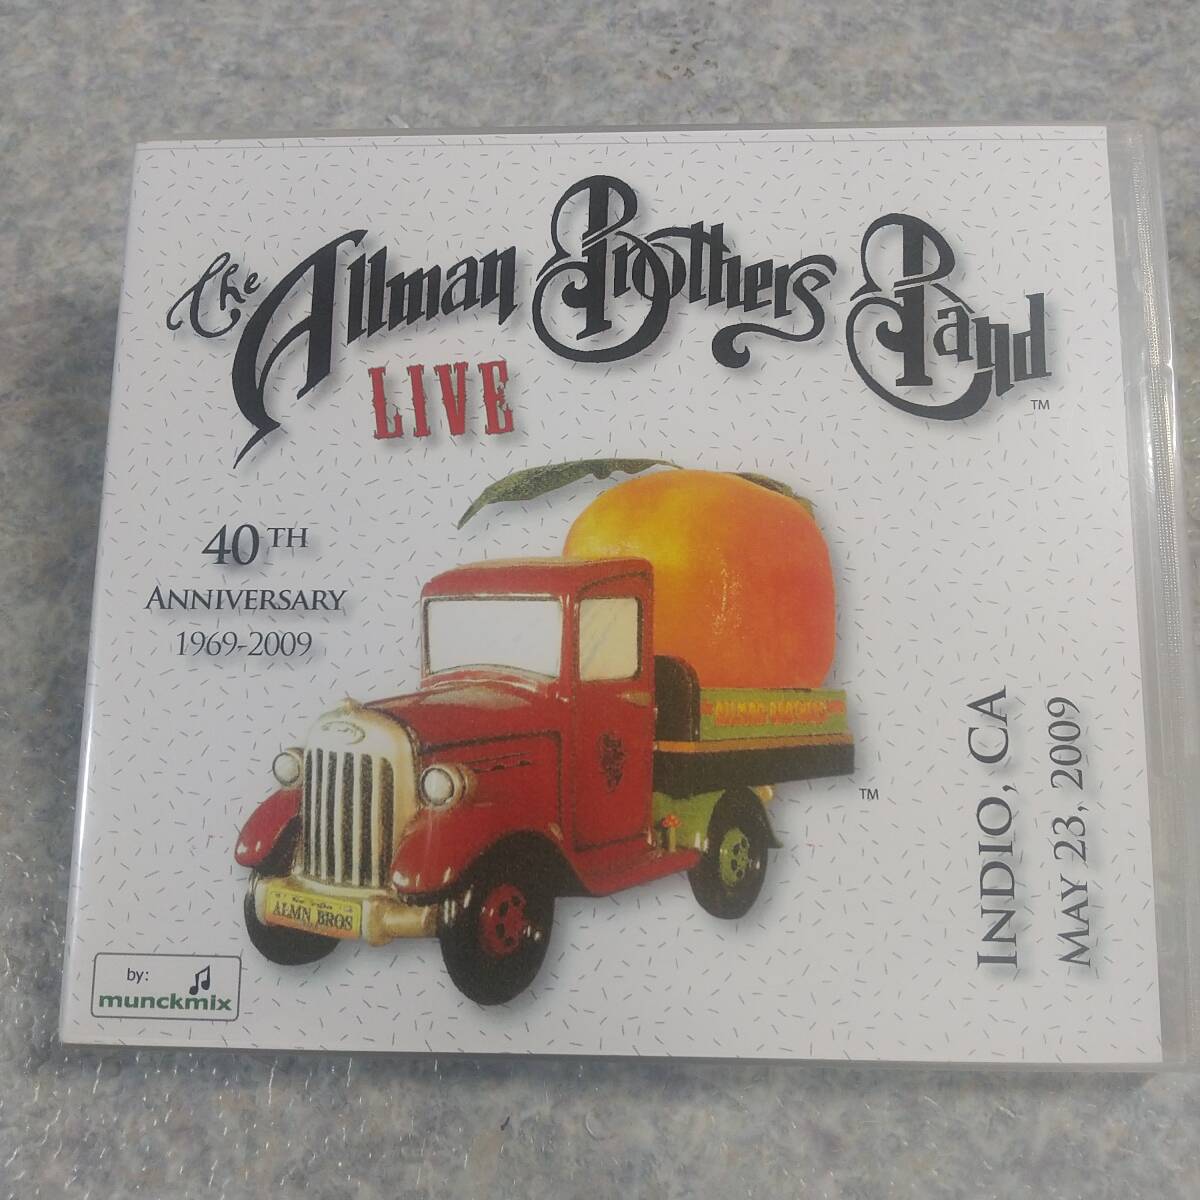 The Allman Brothers Band
TM
LIVE
40TH
ANNIVERSARY
1969-2009
TM
ALMN BROS
INDIO, CA
MAY 23, 2009
by:
munckmix